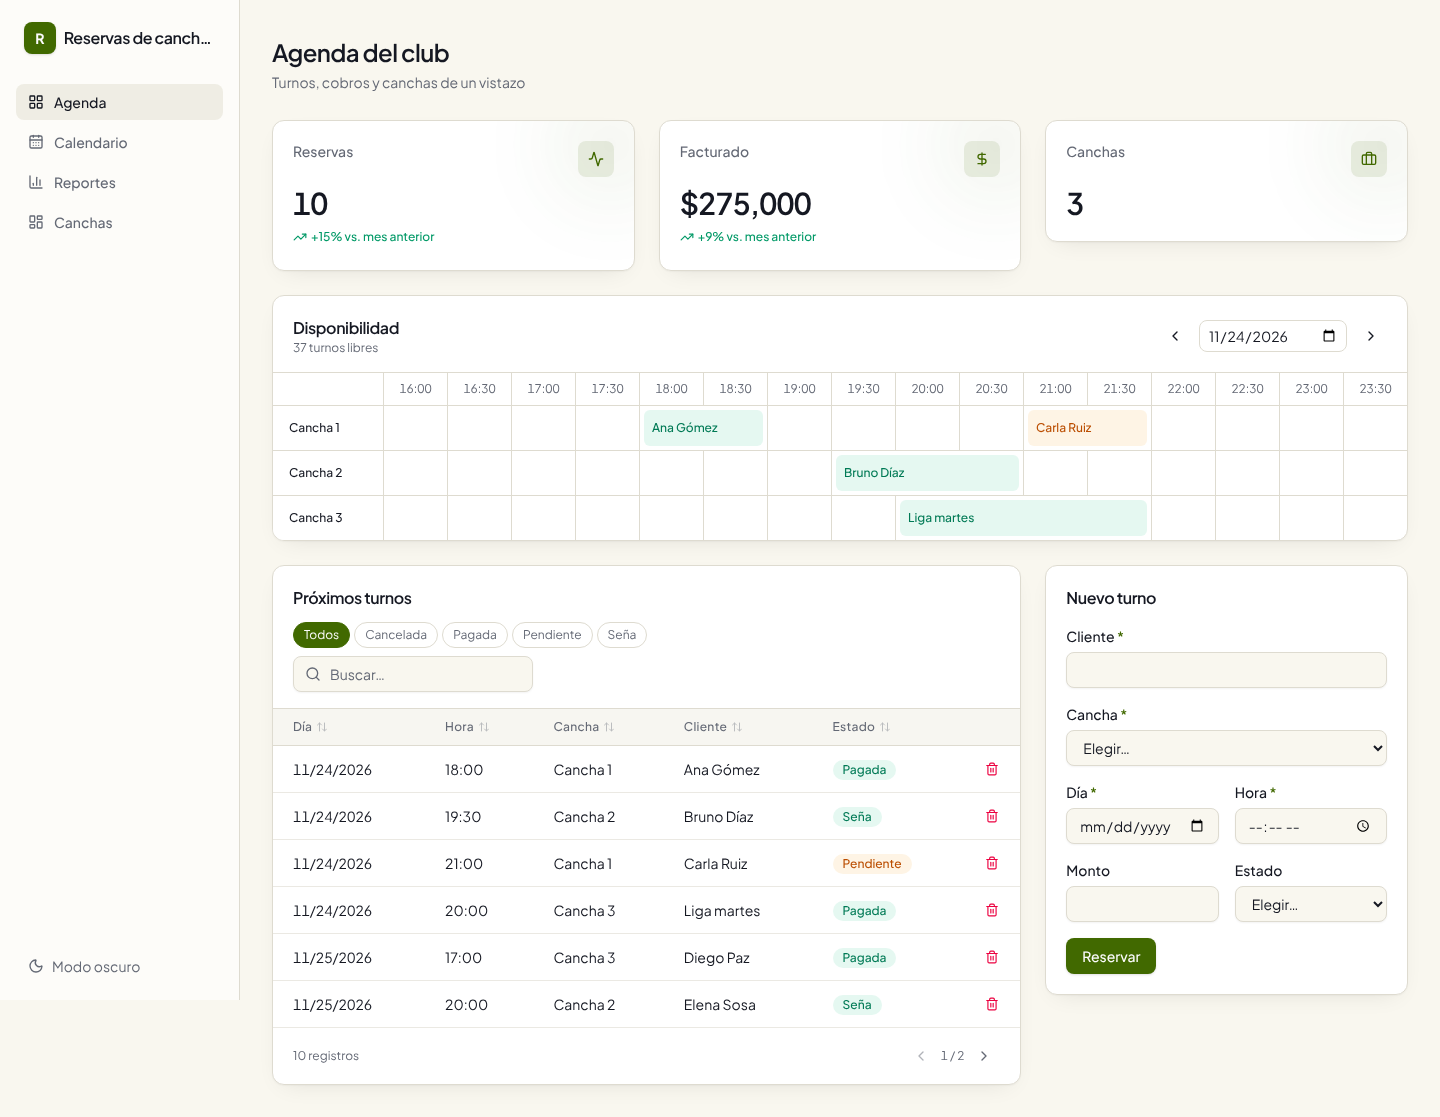 R Reservas de canch...
Agenda
Calendario
Reportes
Canchas
Modo oscuro
Agenda del club
Turnos, cobros y canchas de un vistazo
Reservas
10
+15% vs. mes anterior
Facturado
$275,000
+9% vs. mes anterior
Canchas
3
Disponibilidad
37 turnos libres
11/24/2026
16:00 16:30 17:00 17:30 18:00 18:30 19:00 19:30 20:00 20:30 21:00 21:30 22:00 22:30 23:00 23:30
Cancha 1 Ana Gómez Carla Ruiz
Cancha 2 Bruno Díaz
Cancha 3 Liga martes
Próximos turnos
Todos Cancelada Pagada Pendiente Seña
Buscar...
Día Hora Cancha Cliente Estado
11/24/2026 18:00 Cancha 1 Ana Gómez Pagada
11/24/2026 19:30 Cancha 2 Bruno Díaz Seña
11/24/2026 21:00 Cancha 1 Carla Ruiz Pendiente
11/24/2026 20:00 Cancha 3 Liga martes Pagada
11/25/2026 17:00 Cancha 3 Diego Paz Pagada
11/25/2026 20:00 Cancha 2 Elena Sosa Seña
10 registros 1 / 2
Nuevo turno
Cliente *
Cancha *
Elegir...
Día * Hora *
mm/dd/yyyy --:-- --
Monto Estado
Elegir...
Reservar